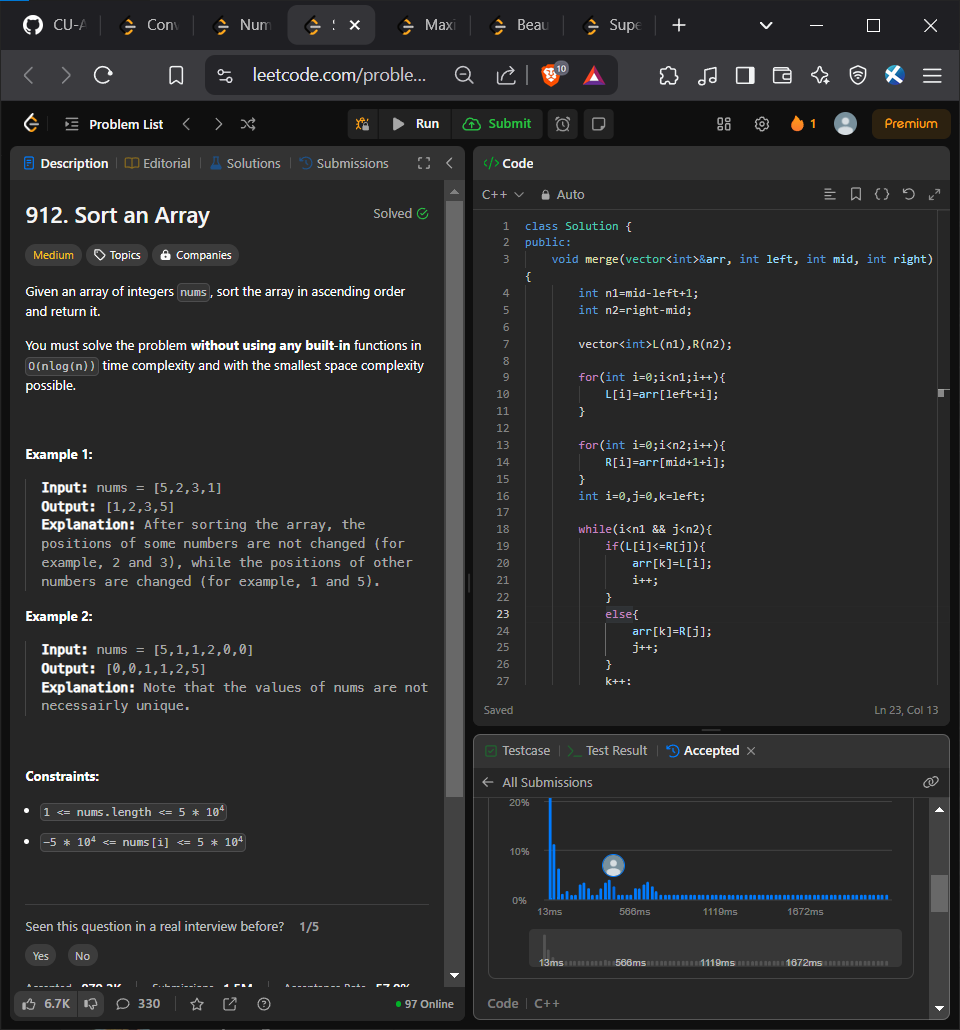 CU-A
Conv
Num
S
Maxi
Beau
Supe
leetcode.com/proble...
10
Problem List
Run
Submit
1
Premium
Description
Editorial
Solutions
Submissions
912. Sort an Array
Solved
Medium
Topics
Companies
Given an array of integers nums, sort the array in ascending order
and return it.
You must solve the problem without using any built-in functions in
O(nlog(n)) time complexity and with the smallest space complexity
possible.
Example 1:
Input: nums = [5,2,3,1]
Output: [1,2,3,5]
Explanation: After sorting the array, the
positions of some numbers are not changed (for
example, 2 and 3), while the positions of other
numbers are changed (for example, 1 and 5).
Example 2:
Input: nums = [5,1,1,2,0,0]
Output: [0,0,1,1,2,5]
Explanation: Note that the values of nums are not
necessairly unique.
Constraints:
1 <= nums.length <= 5 * 10⁴
-5 * 10⁴ <= nums[i] <= 5 * 10⁴
Seen this question in a real interview before? 1/5
Yes
No
Accepted
Submissions 1.5M
Acceptance Rate
6.7K
330
97 Online
Code
C++
Auto
1 class Solution {
2 public:
3 void merge(vector<int>&arr, int left, int mid, int right)
{
4 int n1=mid-left+1;
5 int n2=right-mid;
6
7 vector<int>L(n1),R(n2);
8
9 for(int i=0;i<n1;i++){
10 L[i]=arr[left+i];
11 }
12
13 for(int i=0;i<n2;i++){
14 R[i]=arr[mid+1+i];
15 }
16 int i=0,j=0,k=left;
17
18 while(i<n1 && j<n2){
19 if(L[i]<=R[j]){
20 arr[k]=L[i];
21 i++;
22 }
23 else{
24 arr[k]=R[j];
25 j++;
26 }
27 k++;
Saved
Ln 23, Col 13
Testcase
Test Result
Accepted
All Submissions
20%
10%
0%
13ms 566ms 1119ms 1672ms
13ms 566ms 1119ms 1672ms
Code
C++